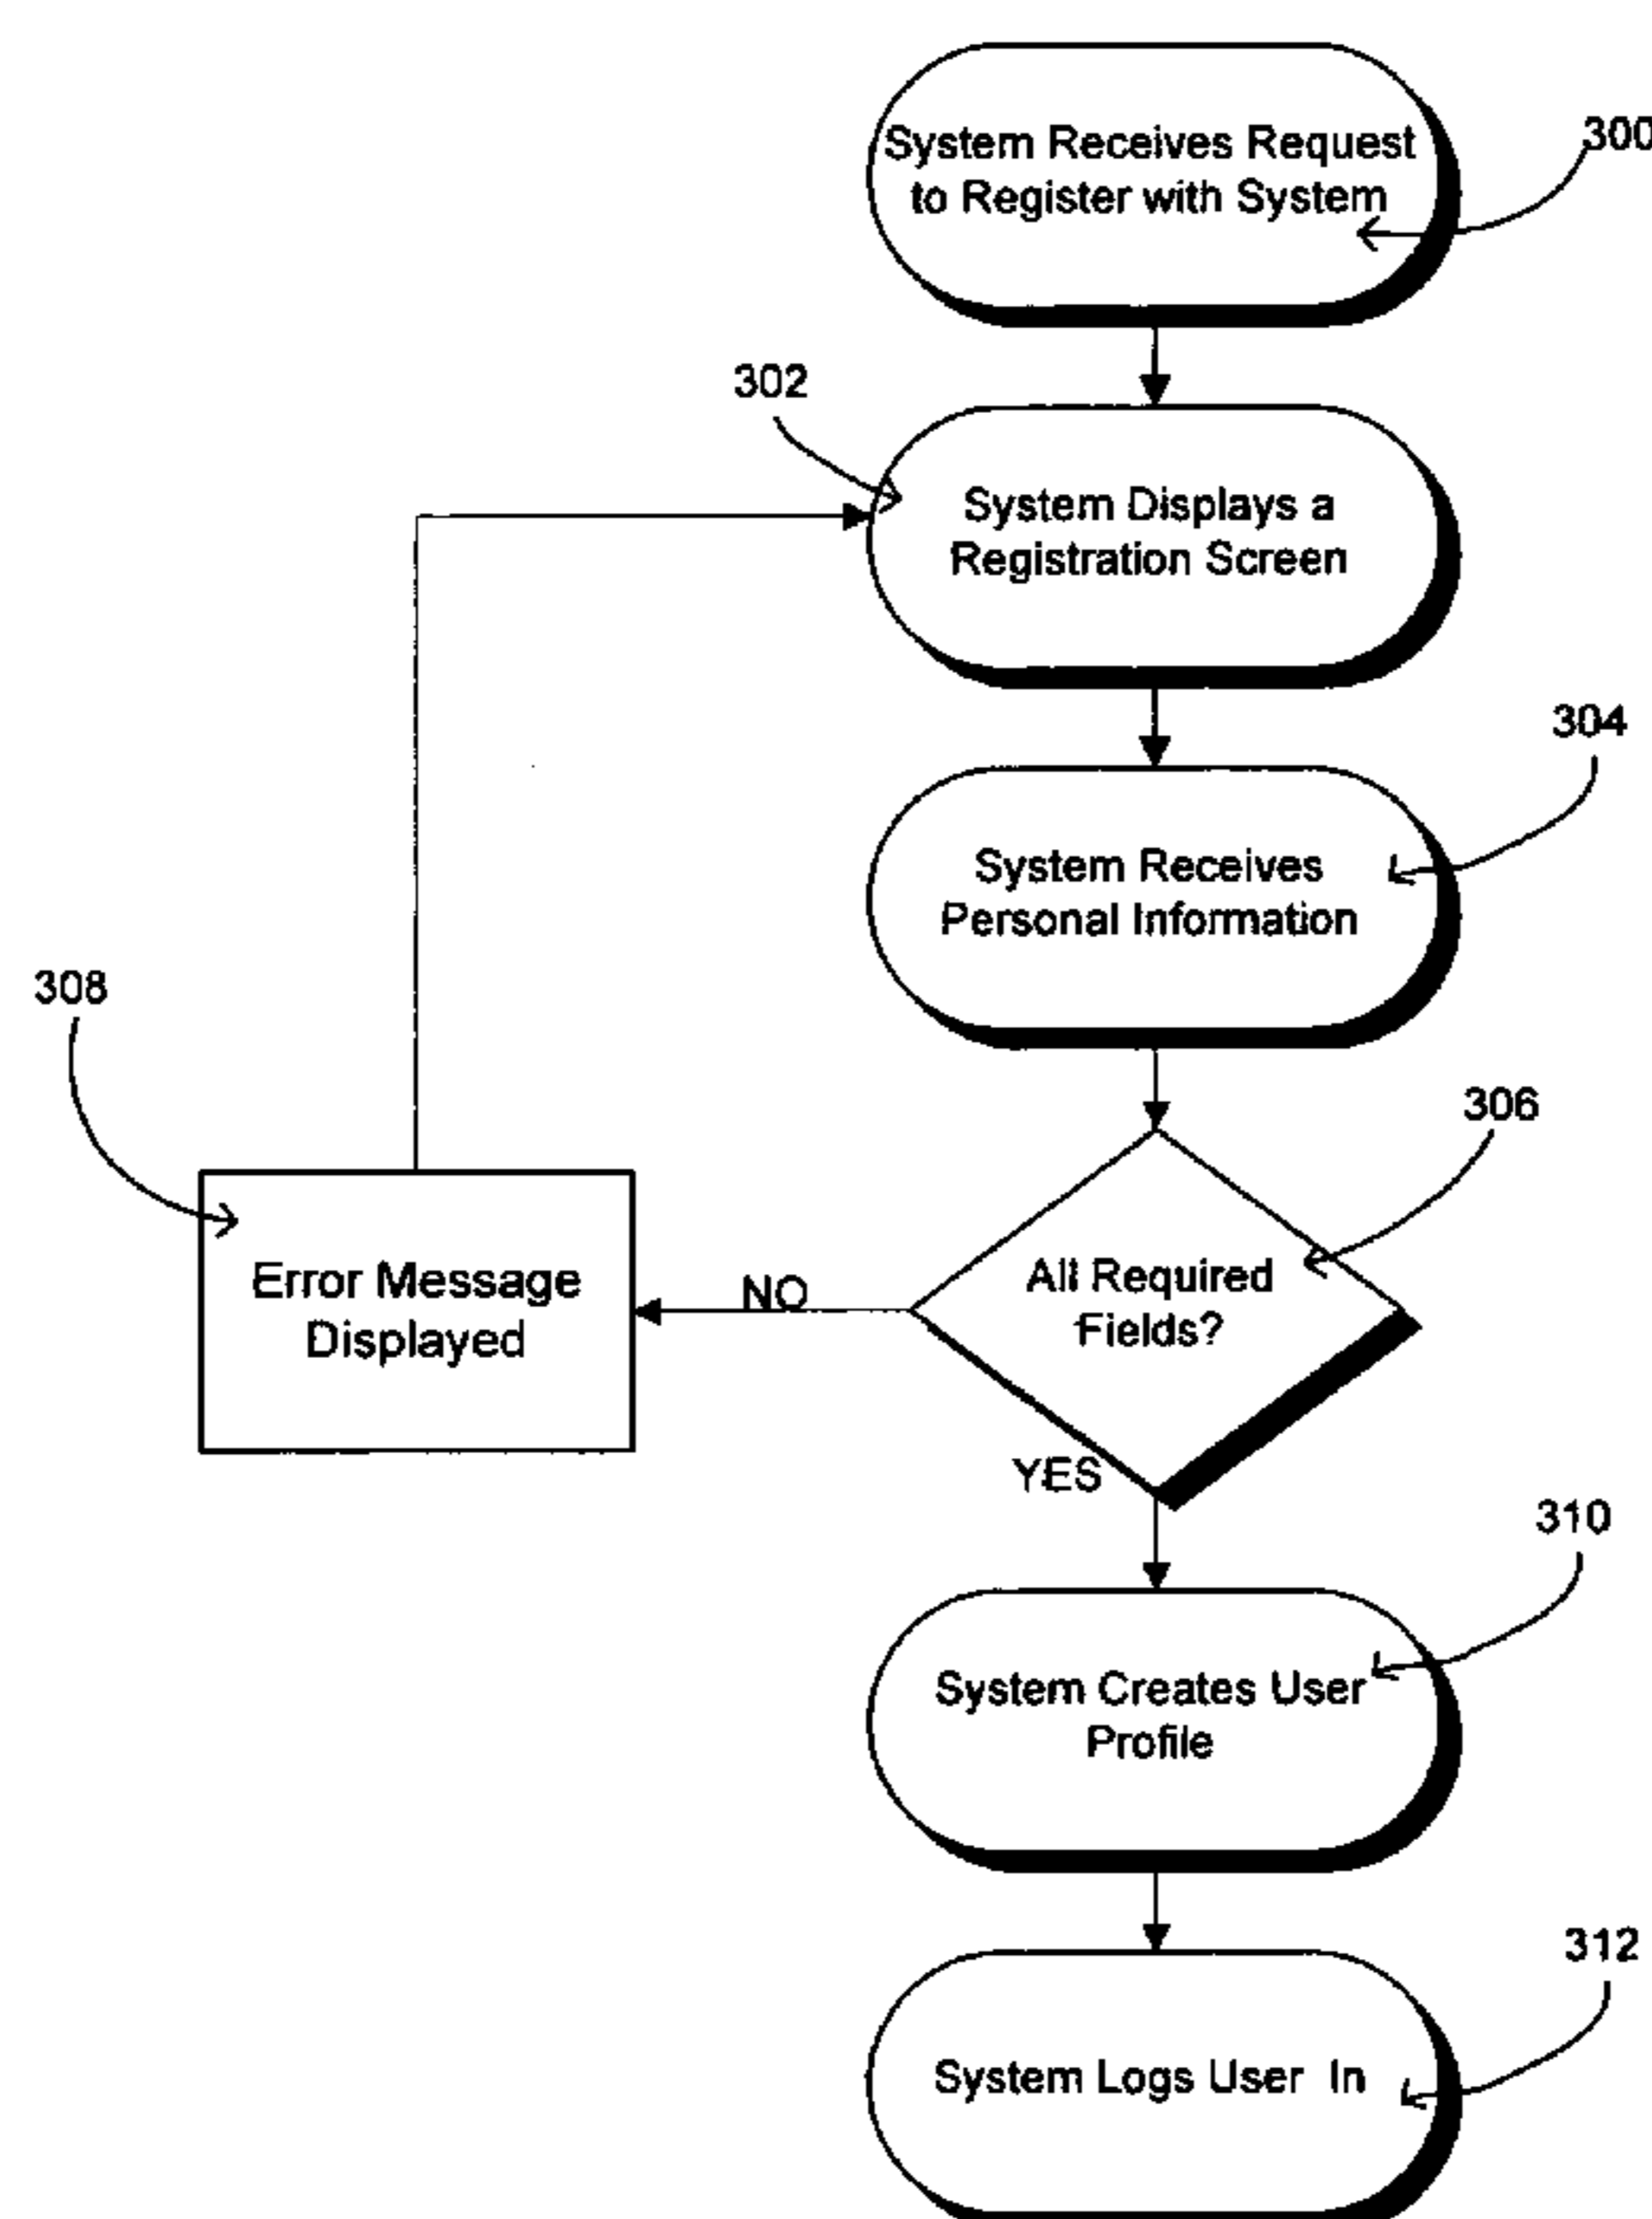 System Receives Request
to Register with System
300
302
System Displays a
Registration Screen
304
System Receives
Personal Information
308
306
All Required
Fields?
NO
Error Message
Displayed
YES
310
System Creates User
Profile
312
System Logs User In